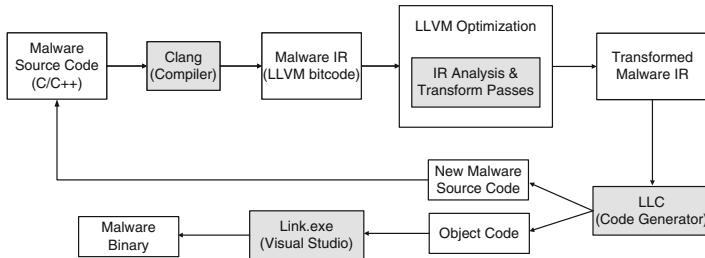 Malware
Source Code
(C/C++)
Clang
(Compiler)
Malware IR
(LLVM bitcode)
LLVM Optimization
IR Analysis &
Transform Passes
Transformed
Malware IR
New Malware
Source Code
LLC
(Code Generator)
Object Code
Link.exe
(Visual Studio)
Malware
Binary